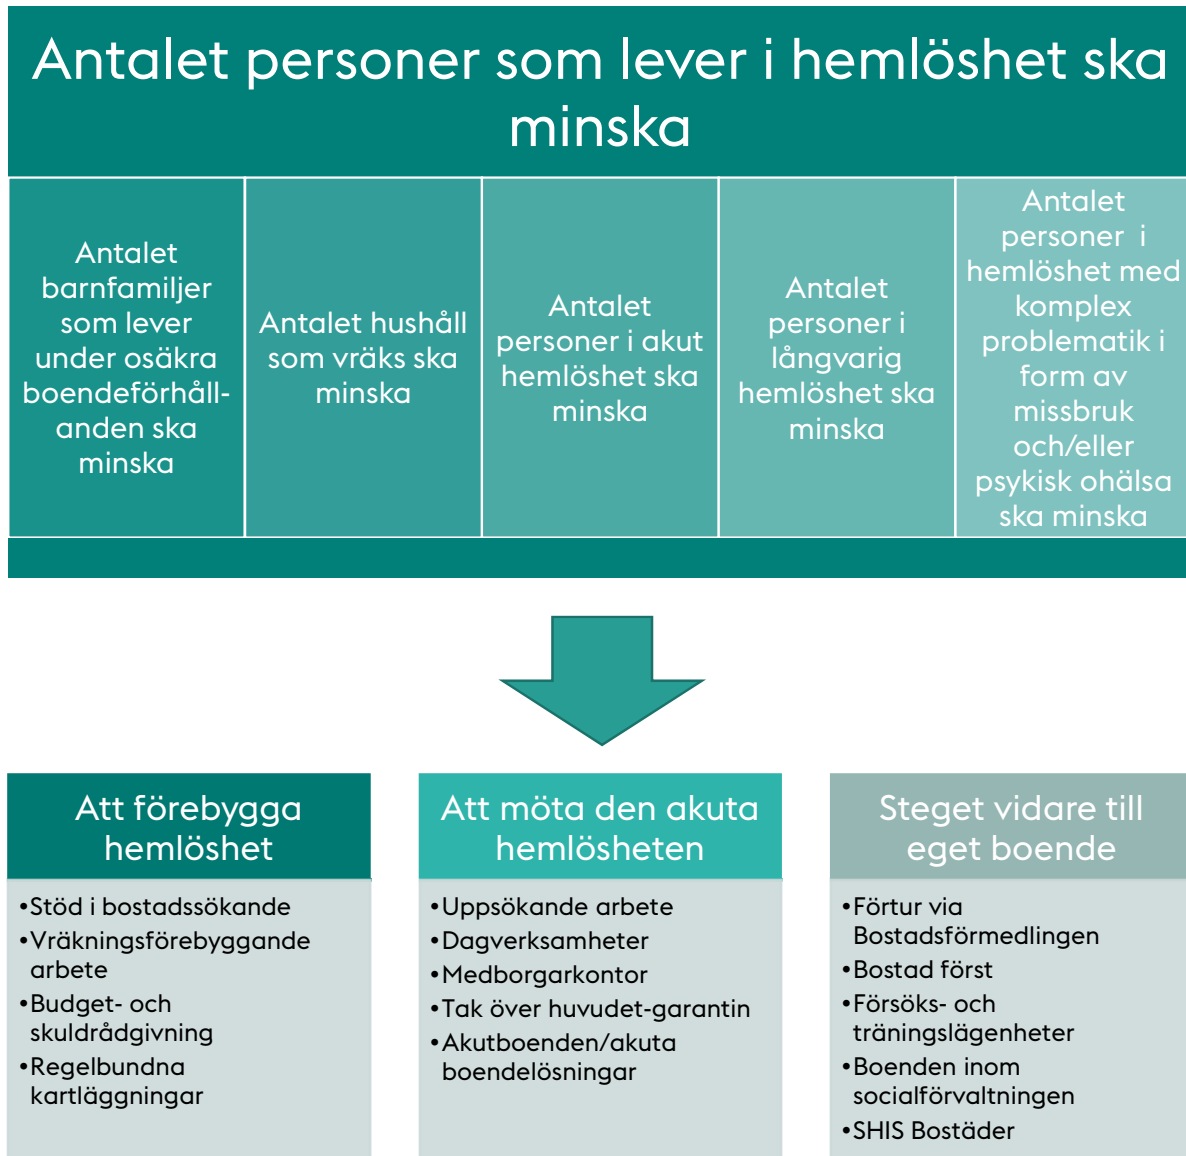 Antalet personer som lever i hemlöshet ska
minska
Antalet
barnfamiljer
som lever
under osäkra
boendeförhåll-
anden ska
minska
Antalet hushåll
som vräks ska
minska
Antalet
personer i akut
hemlöshet ska
minska
Antalet
personer i
långvarig
hemlöshet ska
minska
Antalet
personer i
hemlöshet med
komplex
problematik i
form av
missbruk
och/eller
psykisk ohälsa
ska minska
Att förebygga
hemlöshet
•Stöd i bostadssökande
•Vräkningsförebyggande
arbete
•Budget- och
skuldrådgivning
•Regelbundna
kartläggningar
Att möta den akuta
hemlösheten
•Uppsökande arbete
•Dagverksamheter
•Medborgarkontor
•Tak över huvudet-garantin
•Akutboenden/akuta
boendelösningar
Steget vidare till
eget boende
•Förtur via
Bostadsförmedlingen
•Bostad först
•Försöks- och
träningslägenheter
•Boenden inom
socialförvaltningen
•SHIS Bostäder